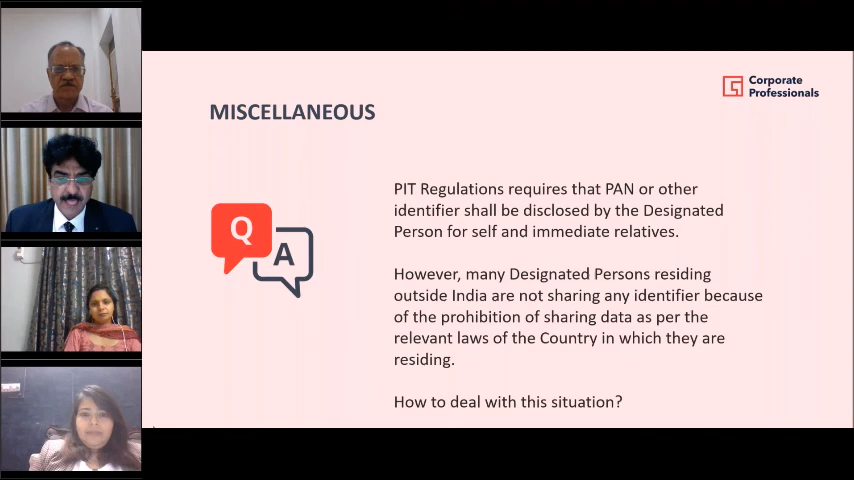 Corporate
Professionals
MISCELLANEOUS
Q
A
PIT Regulations requires that PAN or other
identifier shall be disclosed by the Designated
Person for self and immediate relatives.
However, many Designated Persons residing
outside India are not sharing any identifier because
of the prohibition of sharing data as per the
relevant laws of the Country in which they are
residing.
How to deal with this situation?